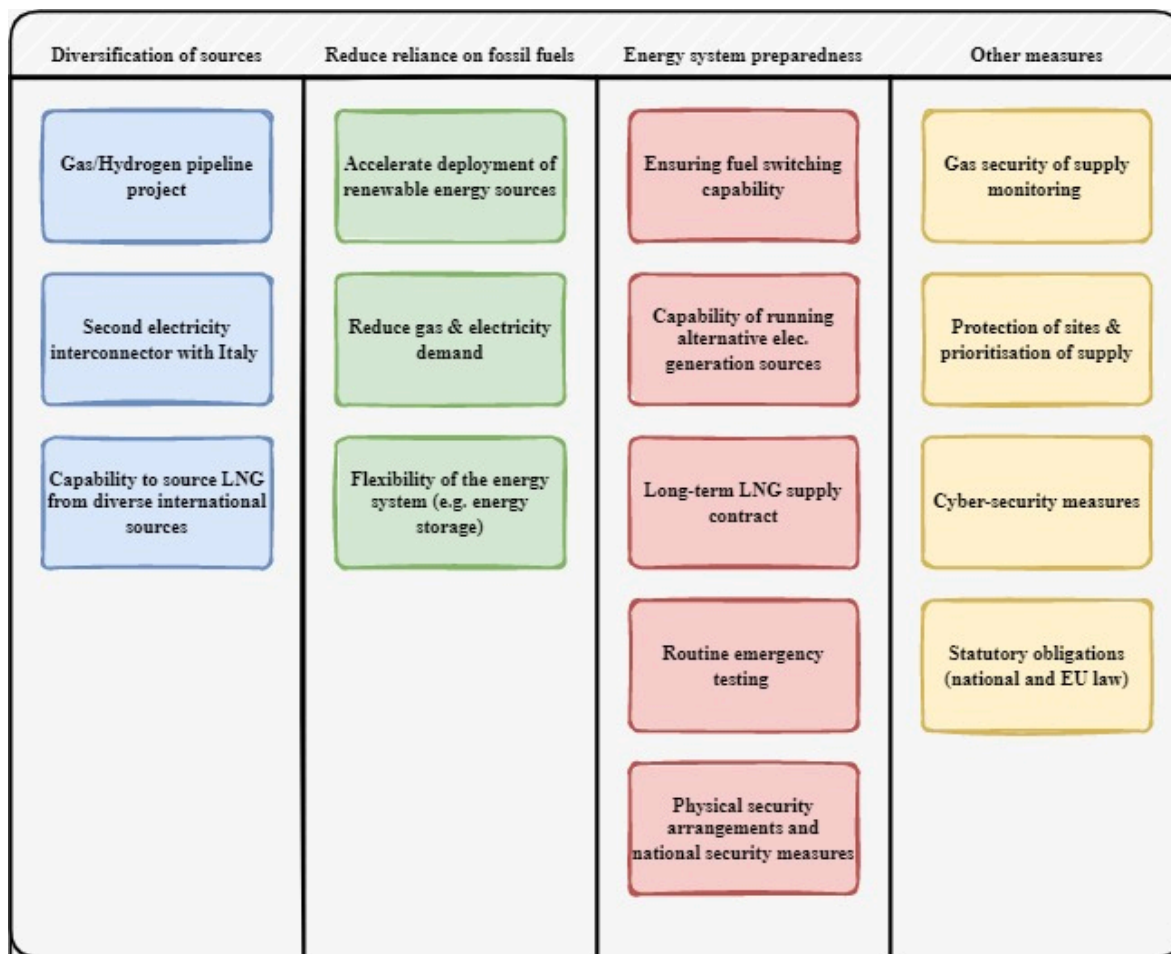 Diversification of sources
Reduce reliance on fossil fuels
Energy system preparedness
Other measures
Gas/Hydrogen pipeline
project
Second electricity
interconnector with Italy
Capability to source LNG
from diverse international
sources
Accelerate deployment of
renewable energy sources
Reduce gas & electricity
demand
Flexibility of the energy
system (e.g. energy
storage)
Ensuring fuel switching
capability
Capability of running
alternative elec.
generation sources
Long-term LNG supply
contract
Routine emergency
testing
Physical security
arrangements and
national security measures
Gas security of supply
monitoring
Protection of sites &
prioritisation of supply
Cyber-security measures
Statutory obligations
(national and EU law)